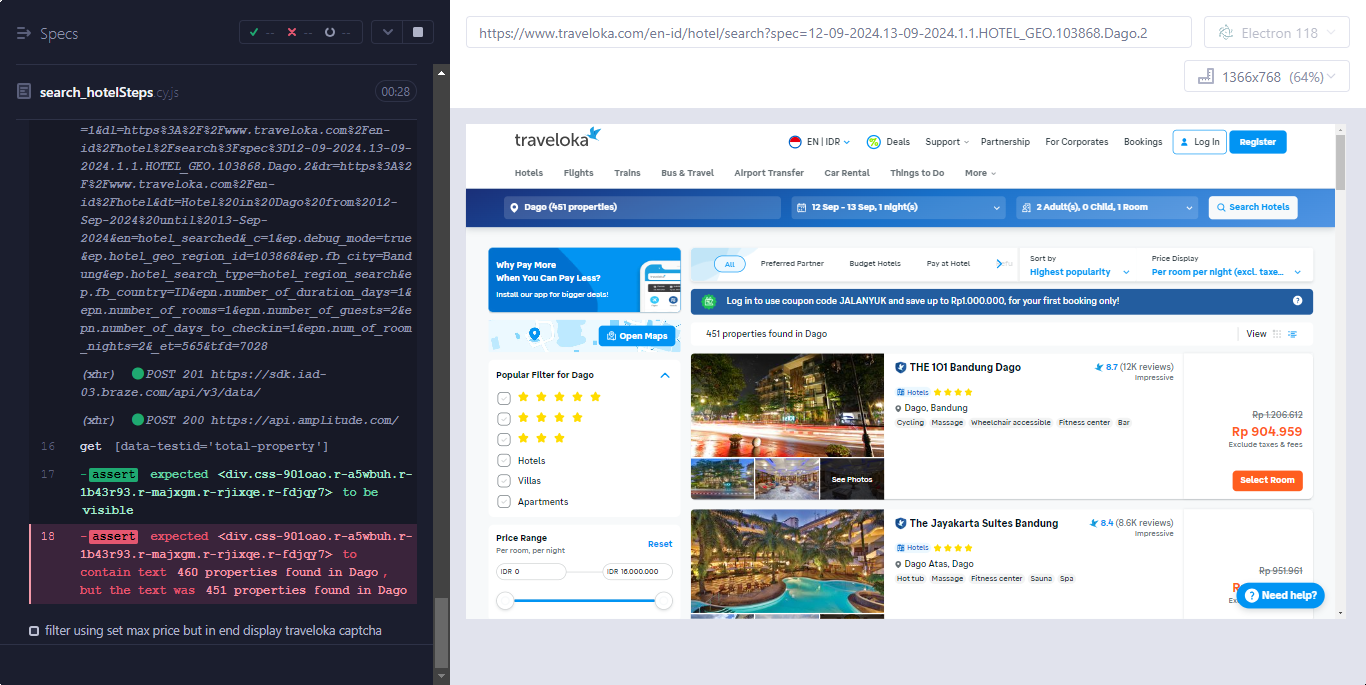 Specs
-- -- --
search_hotelSteps.cy.js
00:28
=1&dl=https%3A%2F%2Fwww.traveloka.com%2Fen-
id%2Fhotel%2Fsearch%3Fspec%3D12-09-2024.13-09-
2024.1.1.HOTEL_GEO.103868.Dago.2&dr=https%3A%2
F%2Fwww.traveloka.com%2Fen-
id%2Fhotel&dt=Hotel%20in%20Dago%20from%2012-
Sep-2024%20until%2013-Sep-
2024&en=hotel_searched&_c=1&ep.debug_mode=true
&ep.hotel_geo_region_id=103868&ep.fb_city=Ban
dung&ep.hotel_search_type=hotel_region_search&e
p.fb_country=ID&epn.number_of_duration_days=1&
epn.number_of_rooms=1&epn.number_of_guests=2&e
pn.number_of_days_to_checkin=1&epn.num_of_room
_nights=2&_et=565&tfd=7028
(xhr) POST 201 https://sdk.iad-
03.braze.com/api/v3/data/
(xhr) POST 200 https://api.amplitude.com/
16 get [data-testid='total-property']
17 -assert expected <div.css-901oao.r-a5wbuh.r-
1b43r93.r-majxgm.r-rjixqe.r-fdjqy7> to be
visible
18 -assert expected <div.css-901oao.r-a5wbuh.r-
1b43r93.r-majxgm.r-rjixqe.r-fdjqy7> to
contain text 460 properties found in Dago,
but the text was 451 properties found in Dago
filter using set max price but in end display traveloka captcha
https://www.traveloka.com/en-id/hotel/search?spec=12-09-2024.13-09-2024.1.1.HOTEL_GEO.103868.Dago.2
Electron 118
1366x768 (64%)
traveloka
EN | IDR Deals Support Partnership For Corporates Bookings Log In Register
Hotels Flights Trains Bus & Travel Airport Transfer Car Rental Things to Do More
Dago (451 properties) 12 Sep - 13 Sep, 1 night(s) 2 Adult(s), 0 Child, 1 Room Search Hotels
Why Pay More
When You Can Pay Less?
Install our app for bigger deals!
Open Maps
Popular Filter for Dago
Hotels
Villas
Apartments
Price Range
Per room, per night
Reset
IDR 0
IDR 16.000.000
All Preferred Partner Budget Hotels Pay at Hotel
Sort by
Highest popularity
Price Display
Per room per night (excl. taxe...
Log in to use coupon code JALANYUK and save up to Rp1.000.000, for your first booking only!
451 properties found in Dago
View
See Photos
THE 1O1 Bandung Dago
Hotels
Dago, Bandung
Cycling Massage Wheelchair accessible Fitness center Bar
8.7 (12K reviews)
Impressive
Rp 1.206.612
Rp 904.959
Exclude taxes & fees
Select Room
The Jayakarta Suites Bandung
Hotels
Dago Atas, Dago
Hot tub Massage Fitness center Sauna Spa
8.4 (8.6K reviews)
Impressive
Rp 951.961
Need help?